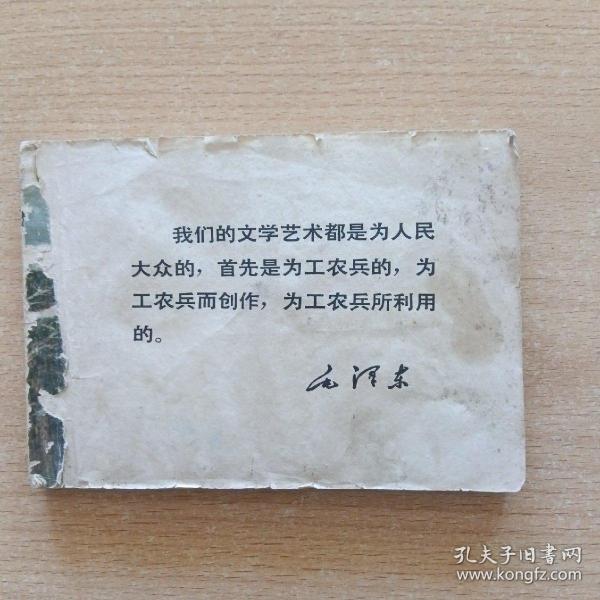 我们的文学艺术都是为人民
大众的，首先是为工农兵的，为
工农兵而创作，为工农兵所利用
的。
毛泽东
孔夫子旧书网
www.kongfz.com